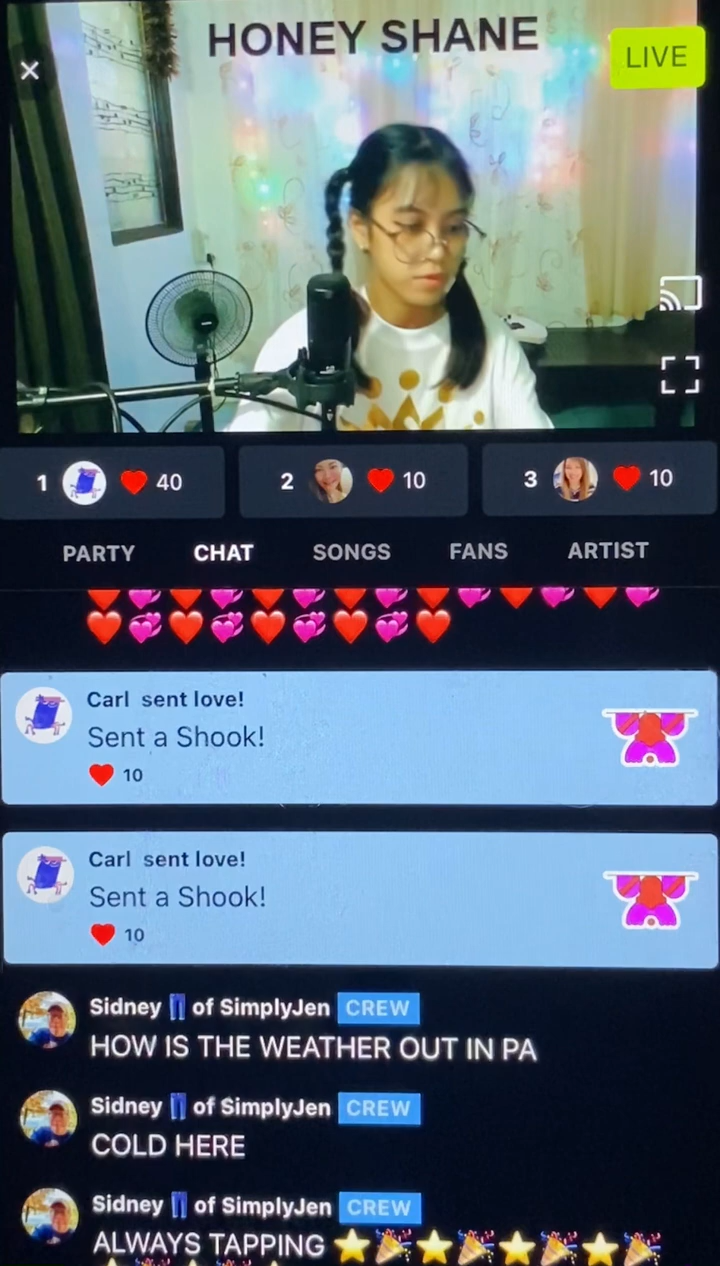 HONEY SHANE
LIVE
1 40
2 10
3 10
PARTY CHAT SONGS FANS ARTIST
Carl sent love!
Sent a Shook!
10
Carl sent love!
Sent a Shook!
10
Sidney 👖 of SimplyJen CREW
HOW IS THE WEATHER OUT IN PA
Sidney 👖 of SimplyJen CREW
COLD HERE
Sidney 👖 of SimplyJen CREW
ALWAYS TAPPING ⭐🎉⭐🎉⭐🎉⭐🎉